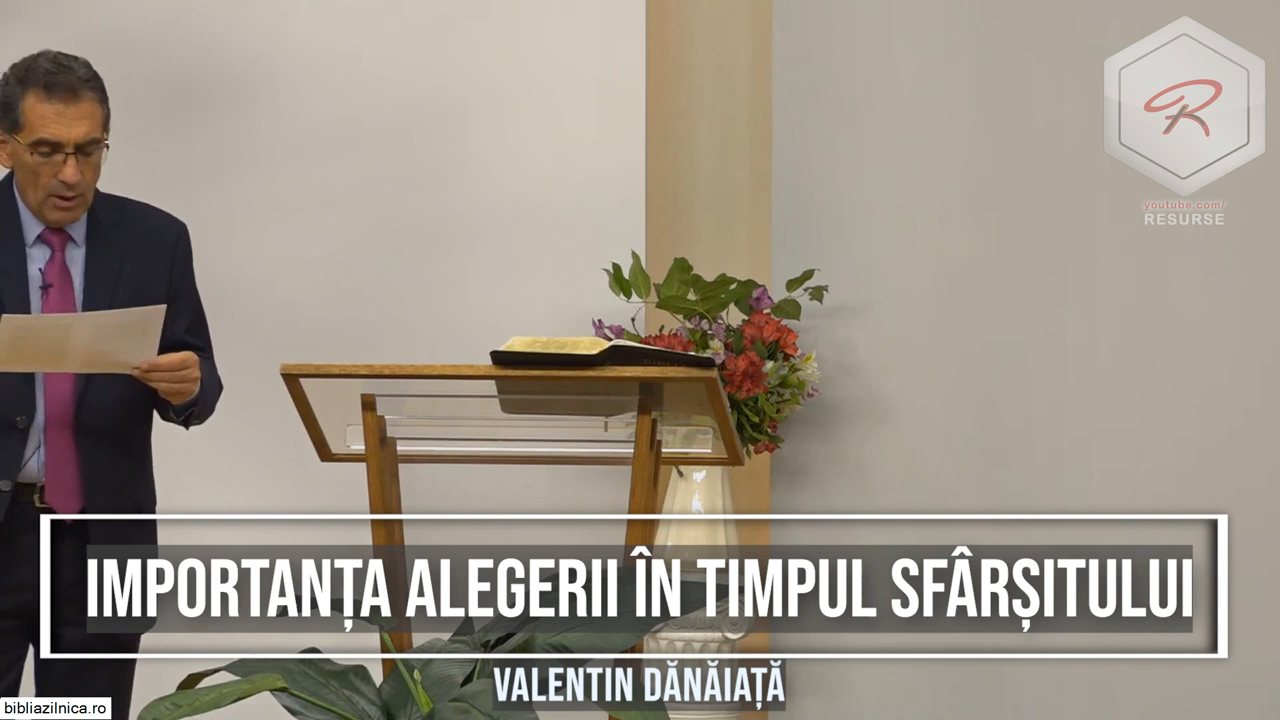 youtube.com/
RESURSE
IMPORTANȚA ALEGERII ÎN TIMPUL SFÂRȘITULUI
VALENTIN DĂNĂIAȚĂ
bibliazilnica.ro